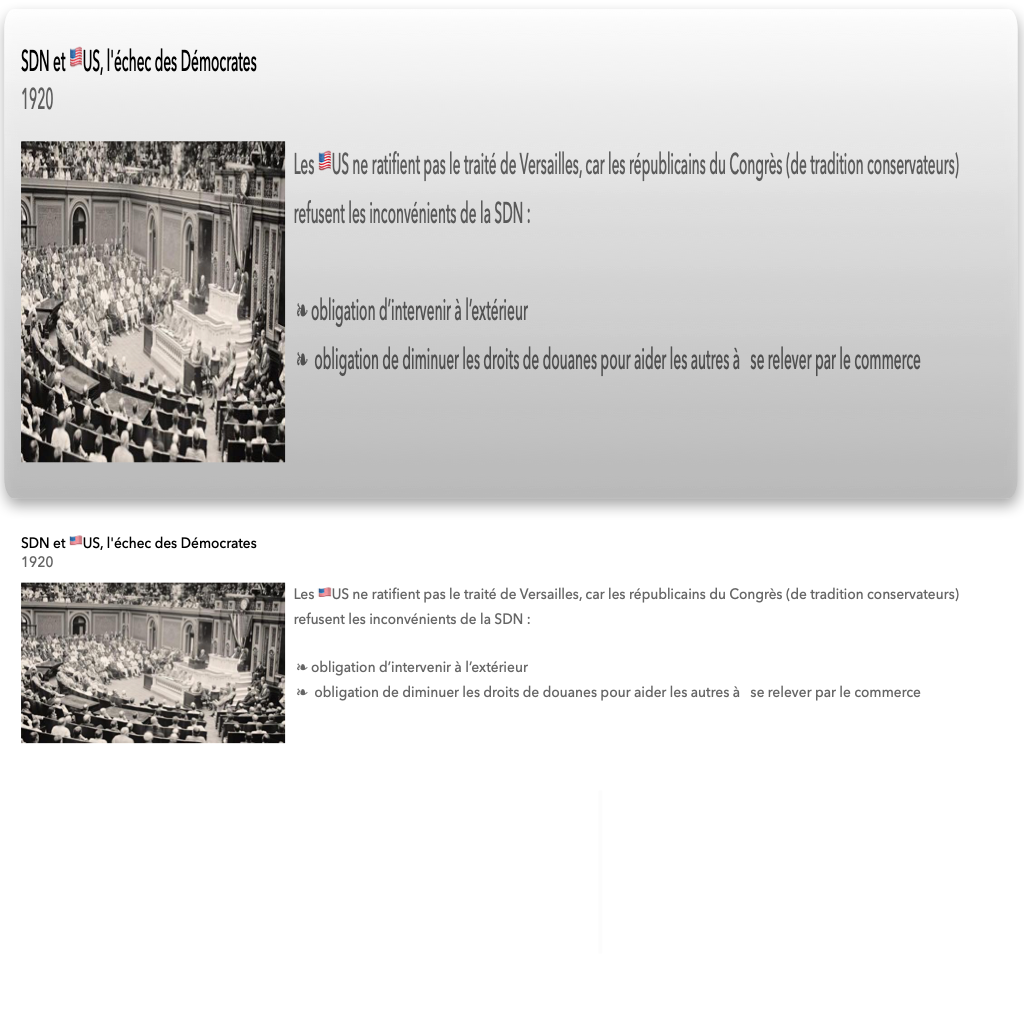 SDN et 🇺🇸US, l'échec des Démocrates
1920
Les 🇺🇸US ne ratifient pas le traité de Versailles, car les républicains du Congrès (de tradition conservateurs)
refusent les inconvénients de la SDN :
❧ obligation d’intervenir à l’extérieur
❧ obligation de diminuer les droits de douanes pour aider les autres à se relever par le commerce
SDN et 🇺🇸US, l'échec des Démocrates
1920
Les 🇺🇸US ne ratifient pas le traité de Versailles, car les républicains du Congrès (de tradition conservateurs)
refusent les inconvénients de la SDN :
❧ obligation d’intervenir à l’extérieur
❧ obligation de diminuer les droits de douanes pour aider les autres à se relever par le commerce